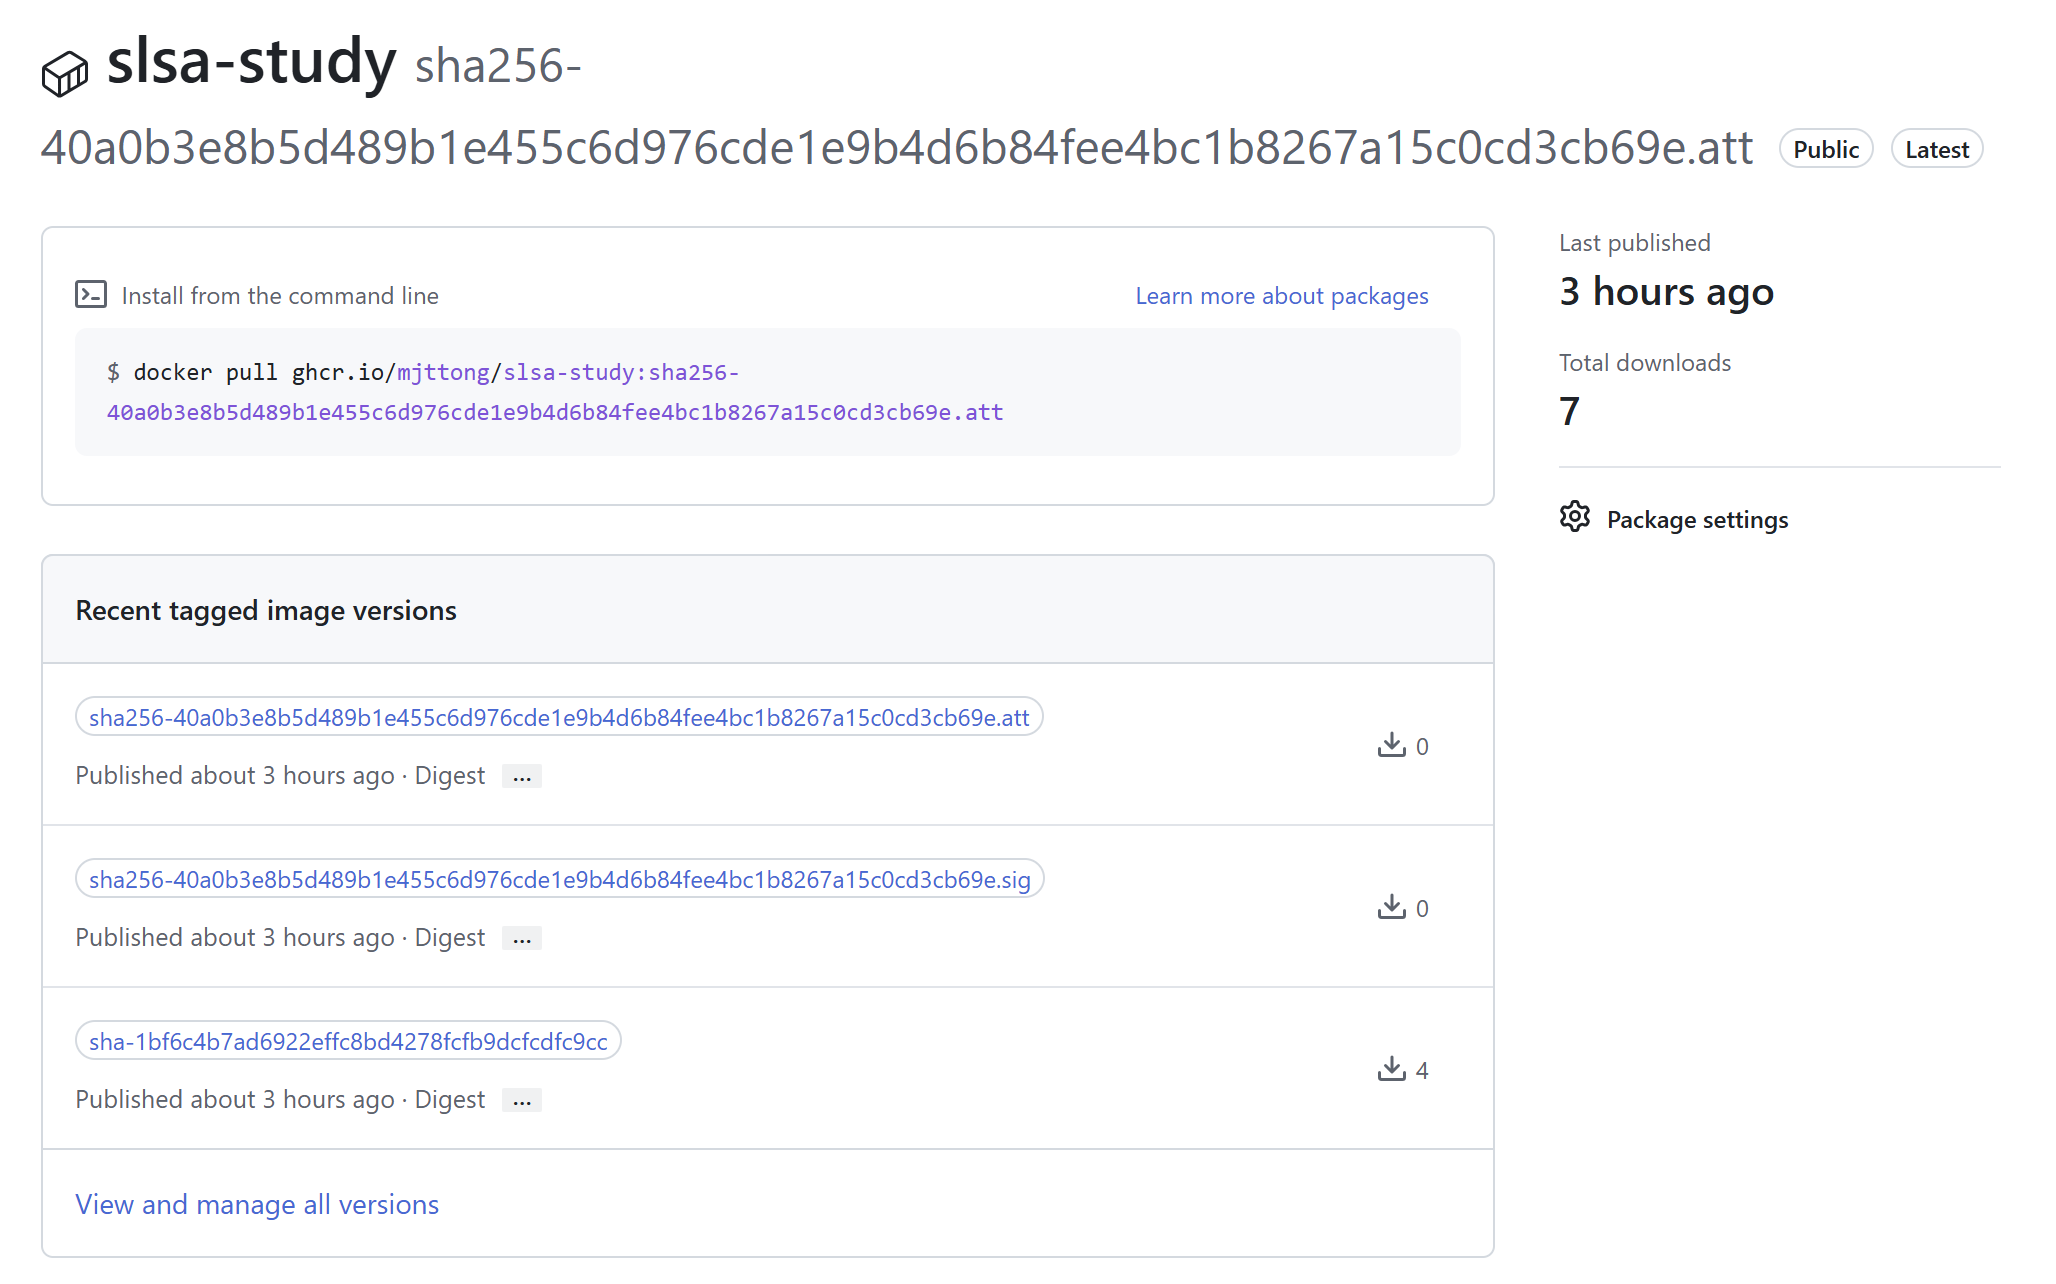 slsa-study sha256-
40a0b3e8b5d489b1e455c6d976cde1e9b4d6b84fee4bc1b8267a15c0cd3cb69e.att Public Latest
Install from the command line Learn more about packages
$ docker pull ghcr.io/mjttong/slsa-study:sha256-
40a0b3e8b5d489b1e455c6d976cde1e9b4d6b84fee4bc1b8267a15c0cd3cb69e.att
Last published
3 hours ago
Total downloads
7
Package settings
Recent tagged image versions
sha256-40a0b3e8b5d489b1e455c6d976cde1e9b4d6b84fee4bc1b8267a15c0cd3cb69e.att
0
Published about 3 hours ago · Digest ...
sha256-40a0b3e8b5d489b1e455c6d976cde1e9b4d6b84fee4bc1b8267a15c0cd3cb69e.sig
0
Published about 3 hours ago · Digest ...
sha-1bf6c4b7ad6922effc8bd4278fcfb9dcfcdfc9cc
4
Published about 3 hours ago · Digest ...
View and manage all versions